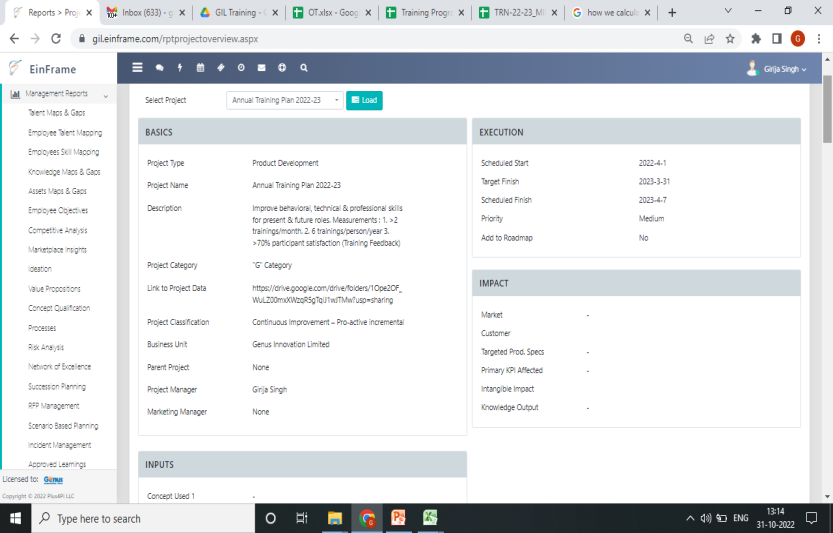 Reports > Proje
Inbox (633) - g
GIL Training - G
OT.xlsx - Googl
Training Progra
TRN-22-23_M
how we calcula
gil.einframe.com/rptprojectoverview.aspx
G
EinFrame
Girija Singh
Management Reports
Talent Maps & Gaps
Employee Talent Mapping
Employees Skill Mapping
Knowledge Maps & Gaps
Assets Maps & Gaps
Employee Objectives
Competitive Analysis
Marketplace Insights
Ideation
Value Propositions
Concept Qualification
Processes
Risk Analysis
Network of Excellence
Succession Planning
RFP Management
Scenario Based Planning
Incident Management
Approved Learnings
Licensed to: Genus
Copyright © 2022 PlusPi LLC
Select Project Annual Training Plan 2022-23 Load
BASICS
Project Type Product Development
Project Name Annual Training Plan 2022-23
Description Improve behavioral, technical & professional skills
for present & future roles. Measurements : 1. >2
trainings/month. 2. 6 trainings/person/year 3.
>70% participant satisfaction (Training Feedback)
Project Category "G" Category
Link to Project Data https://drive.google.com/drive/folders/1Ope2OF_
WuLZ00mxXWzqR5gTqU1wJTMw?usp=sharing
Project Classification Continuous Improvement – Pro-active incremental
Business Unit Genus Innovation Limited
Parent Project None
Project Manager Girija Singh
Marketing Manager None
INPUTS
Concept Used 1 -
EXECUTION
Scheduled Start 2022-4-1
Target Finish 2023-3-31
Scheduled Finish 2023-4-7
Priority Medium
Add to Roadmap No
IMPACT
Market -
Customer
Targeted Prod. Specs -
Primary KPI Affected -
Intangible Impact
Knowledge Output -
Type here to search
ENG
13:14
31-10-2022